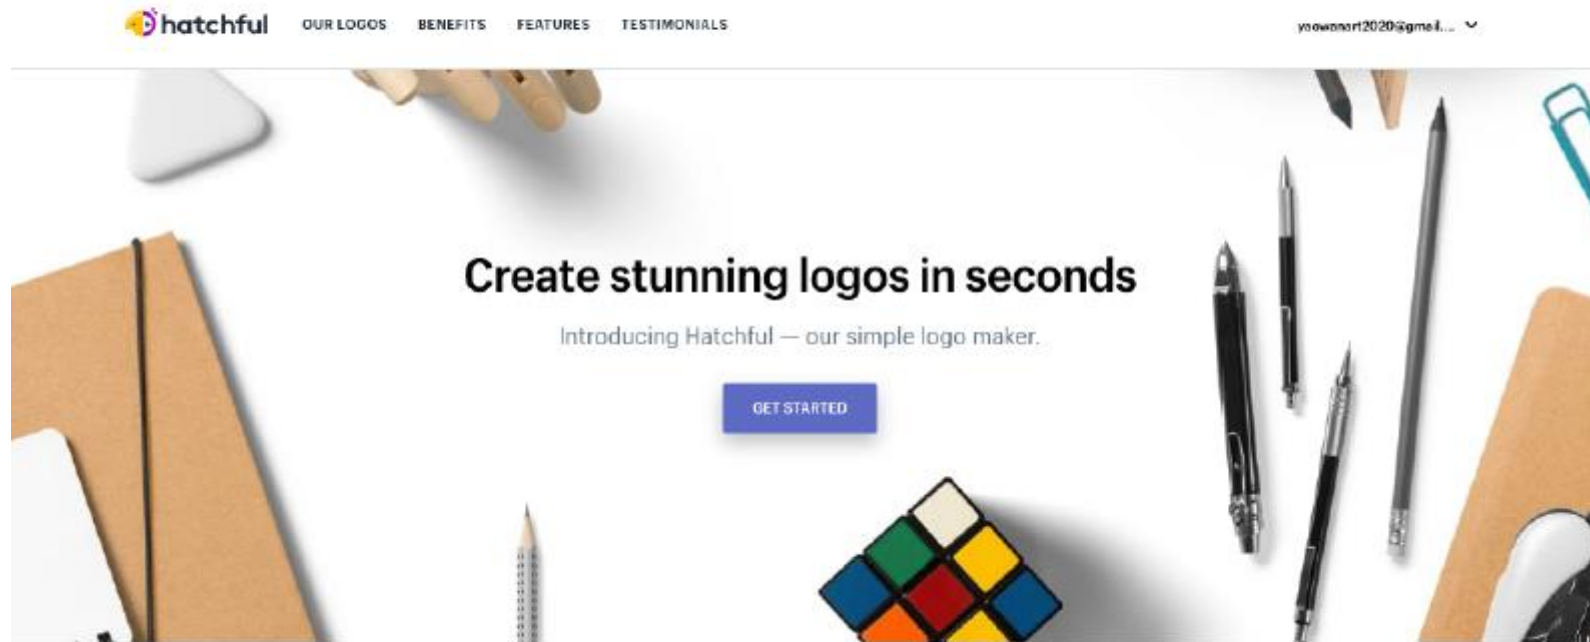 hatchful
OUR LOGOS BENEFITS FEATURES TESTIMONIALS
Create stunning logos in seconds
Introducing Hatchful — our simple logo maker.
GET STARTED